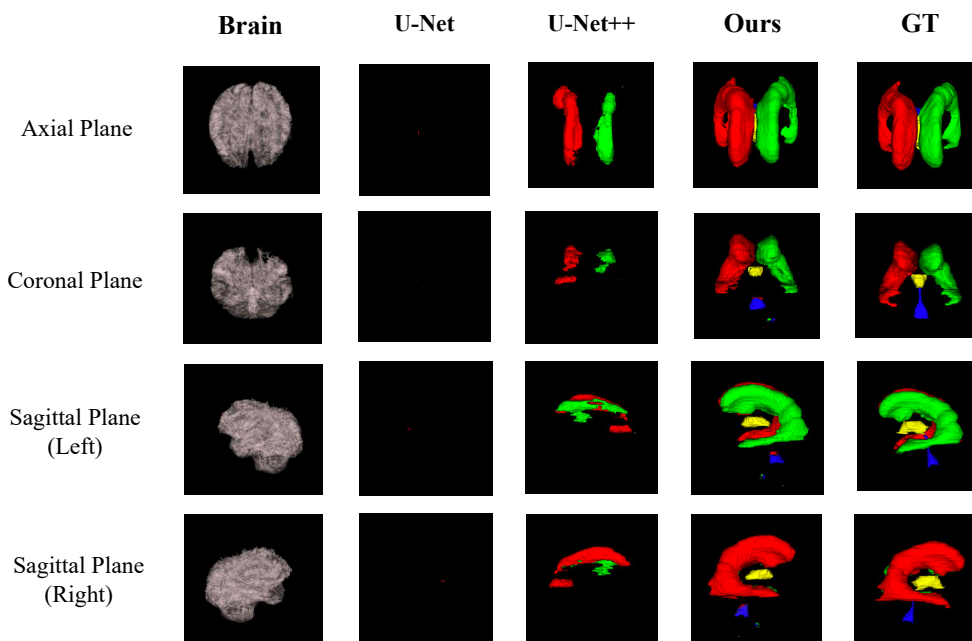 Brain U-Net U-Net++ Ours GT
Axial Plane
Coronal Plane
Sagittal Plane
(Left)
Sagittal Plane
(Right)